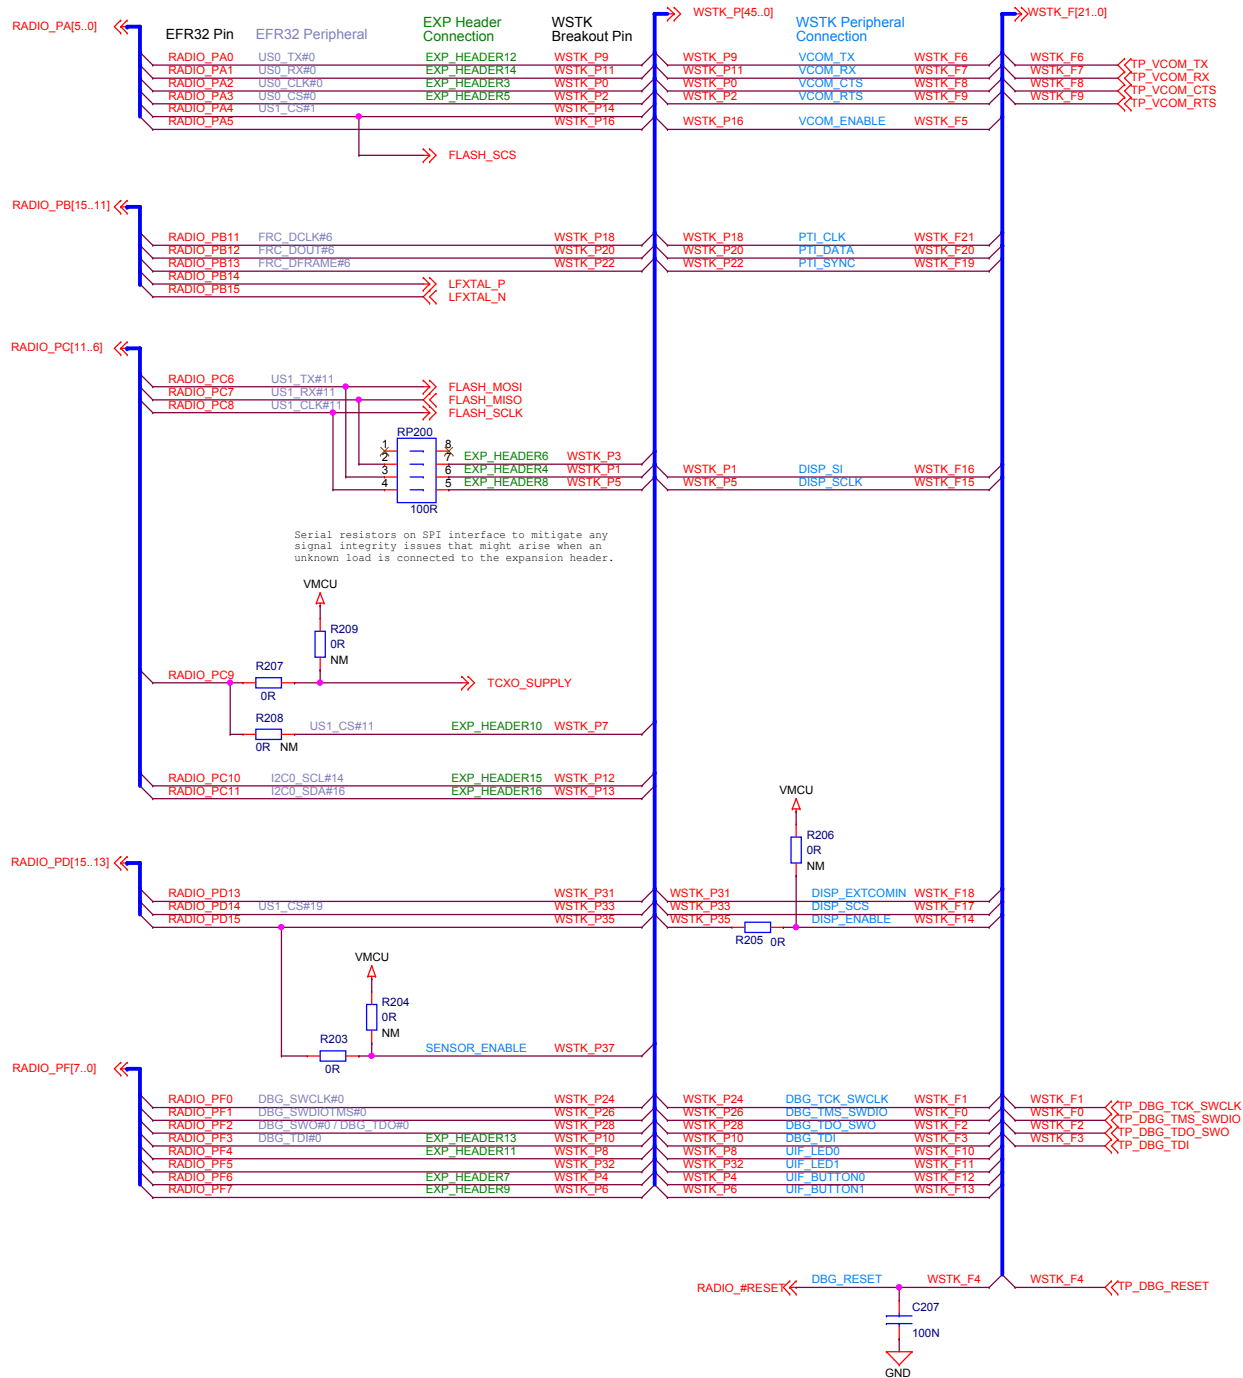 RADIO_PA[5..0]
EFR32 Pin
EFR32 Peripheral
EXP Header
Connection
WSTK
Breakout Pin
WSTK_P[45..0]
WSTK Peripheral
Connection
WSTK_F[21..0]
RADIO_PA0 US0_TX#0 EXP_HEADER12 WSTK_P9 WSTK_P9 VCOM_TX WSTK_F6 WSTK_F6 TP_VCOM_TX
RADIO_PA1 US0_RX#0 EXP_HEADER14 WSTK_P11 WSTK_P11 VCOM_RX WSTK_F7 WSTK_F7 TP_VCOM_RX
RADIO_PA2 US0_CLK#0 EXP_HEADER3 WSTK_P0 WSTK_P0 VCOM_CTS WSTK_F8 WSTK_F8 TP_VCOM_CTS
RADIO_PA3 US0_CS#0 EXP_HEADER5 WSTK_P2 WSTK_P2 VCOM_RTS WSTK_F9 WSTK_F9 TP_VCOM_RTS
RADIO_PA4 US1_CS#1 WSTK_P14
RADIO_PA5 WSTK_P16 WSTK_P16 VCOM_ENABLE WSTK_F5
FLASH_SCS
RADIO_PB[15..11]
RADIO_PB11 FRC_DCLK#6 WSTK_P18 WSTK_P18 PTI_CLK WSTK_F21
RADIO_PB12 FRC_DOUT#6 WSTK_P20 WSTK_P20 PTI_DATA WSTK_F20
RADIO_PB13 FRC_DFRAME#6 WSTK_P22 WSTK_P22 PTI_SYNC WSTK_F19
RADIO_PB14 LFXTAL_P
RADIO_PB15 LFXTAL_N
RADIO_PC[11..6]
RADIO_PC6 US1_TX#11 FLASH_MOSI
RADIO_PC7 US1_RX#11 FLASH_MISO
RADIO_PC8 US1_CLK#11 FLASH_SCLK
RP200
1 8
2 7 EXP_HEADER6 WSTK_P3
3 6 EXP_HEADER4 WSTK_P1 WSTK_P1 DISP_SI WSTK_F16
4 5 EXP_HEADER8 WSTK_P5 WSTK_P5 DISP_SCLK WSTK_F15
100R
Serial resistors on SPI interface to mitigate any
signal integrity issues that might arise when an
unknown load is connected to the expansion header.
VMCU
R209
0R
NM
RADIO_PC9 R207 TCXO_SUPPLY
0R
R208 US1_CS#11 EXP_HEADER10 WSTK_P7
0R NM
RADIO_PC10 I2C0_SCL#14 EXP_HEADER15 WSTK_P12
RADIO_PC11 I2C0_SDA#16 EXP_HEADER16 WSTK_P13
VMCU
R206
0R
NM
RADIO_PD[15..13]
RADIO_PD13 WSTK_P31 WSTK_P31 DISP_EXTCOMIN WSTK_F18
RADIO_PD14 US1_CS#19 WSTK_P33 WSTK_P33 DISP_SCS WSTK_F17
RADIO_PD15 WSTK_P35 WSTK_P35 DISP_ENABLE WSTK_F14
R205 0R
VMCU
R204
0R
NM
R203 SENSOR_ENABLE WSTK_P37
0R
RADIO_PF[7..0]
RADIO_PF0 DBG_SWCLK#0 WSTK_P24 WSTK_P24 DBG_TCK_SWCLK WSTK_F1 WSTK_F1 TP_DBG_TCK_SWCLK
RADIO_PF1 DBG_SWDIOTMS#0 WSTK_P26 WSTK_P26 DBG_TMS_SWDIO WSTK_F0 WSTK_F0 TP_DBG_TMS_SWDIO
RADIO_PF2 DBG_SWO#0 / DBG_TDO#0 WSTK_P28 WSTK_P28 DBG_TDO_SWO WSTK_F2 WSTK_F2 TP_DBG_TDO_SWO
RADIO_PF3 DBG_TDI#0 EXP_HEADER13 WSTK_P10 WSTK_P10 DBG_TDI WSTK_F3 WSTK_F3 TP_DBG_TDI
RADIO_PF4 EXP_HEADER11 WSTK_P8 WSTK_P8 UIF_LED0 WSTK_F10
RADIO_PF5 WSTK_P32 WSTK_P32 UIF_LED1 WSTK_F11
RADIO_PF6 EXP_HEADER7 WSTK_P4 WSTK_P4 UIF_BUTTON0 WSTK_F12
RADIO_PF7 EXP_HEADER9 WSTK_P6 WSTK_P6 UIF_BUTTON1 WSTK_F13
RADIO_#RESET DBG_RESET WSTK_F4 WSTK_F4 TP_DBG_RESET
C207
100N
GND